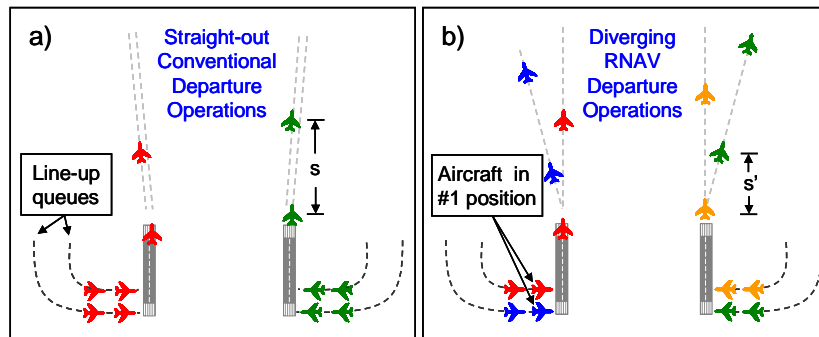 a)
Straight-out
Conventional
Departure
Operations
Line-up
queues
s
b)
Diverging
RNAV
Departure
Operations
Aircraft in
#1 position
s'